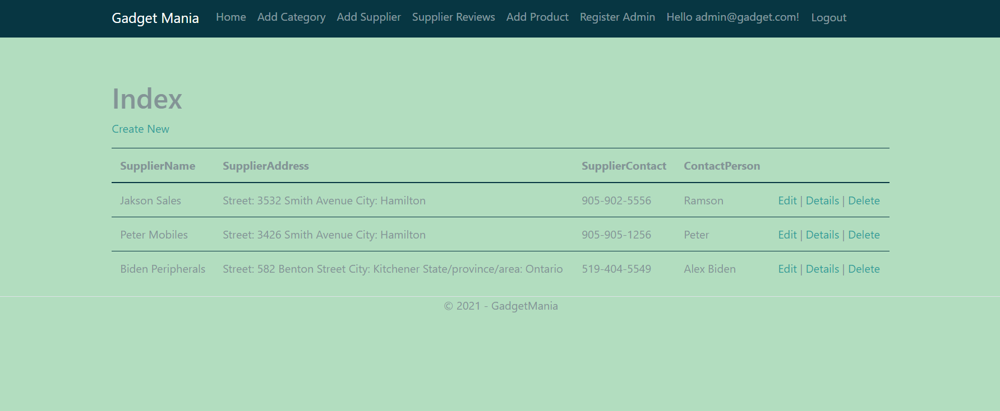 Gadget Mania Home Add Category Add Supplier Supplier Reviews Add Product Register Admin Hello admin@gadget.com! Logout
Index
Create New
SupplierName SupplierAddress SupplierContact ContactPerson
Jakson Sales Street: 3532 Smith Avenue City: Hamilton 905-902-5556 Ramson Edit | Details | Delete
Peter Mobiles Street: 3426 Smith Avenue City: Hamilton 905-905-1256 Peter Edit | Details | Delete
Biden Peripherals Street: 582 Benton Street City: Kitchener State/province/area: Ontario 519-404-5549 Alex Biden Edit | Details | Delete
© 2021 - GadgetMania